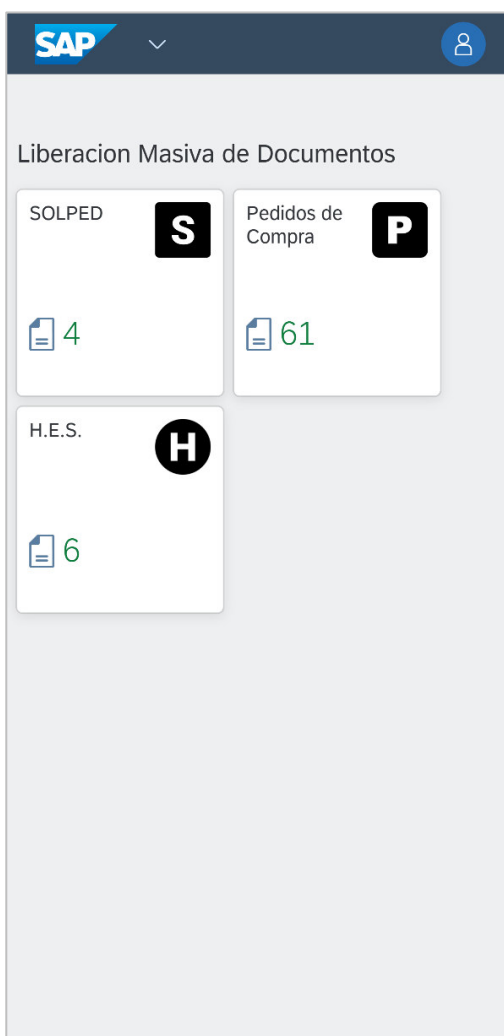 SAP
Liberacion Masiva de Documentos
SOLPED
S
4
Pedidos de
Compra
P
61
H.E.S.
H
6